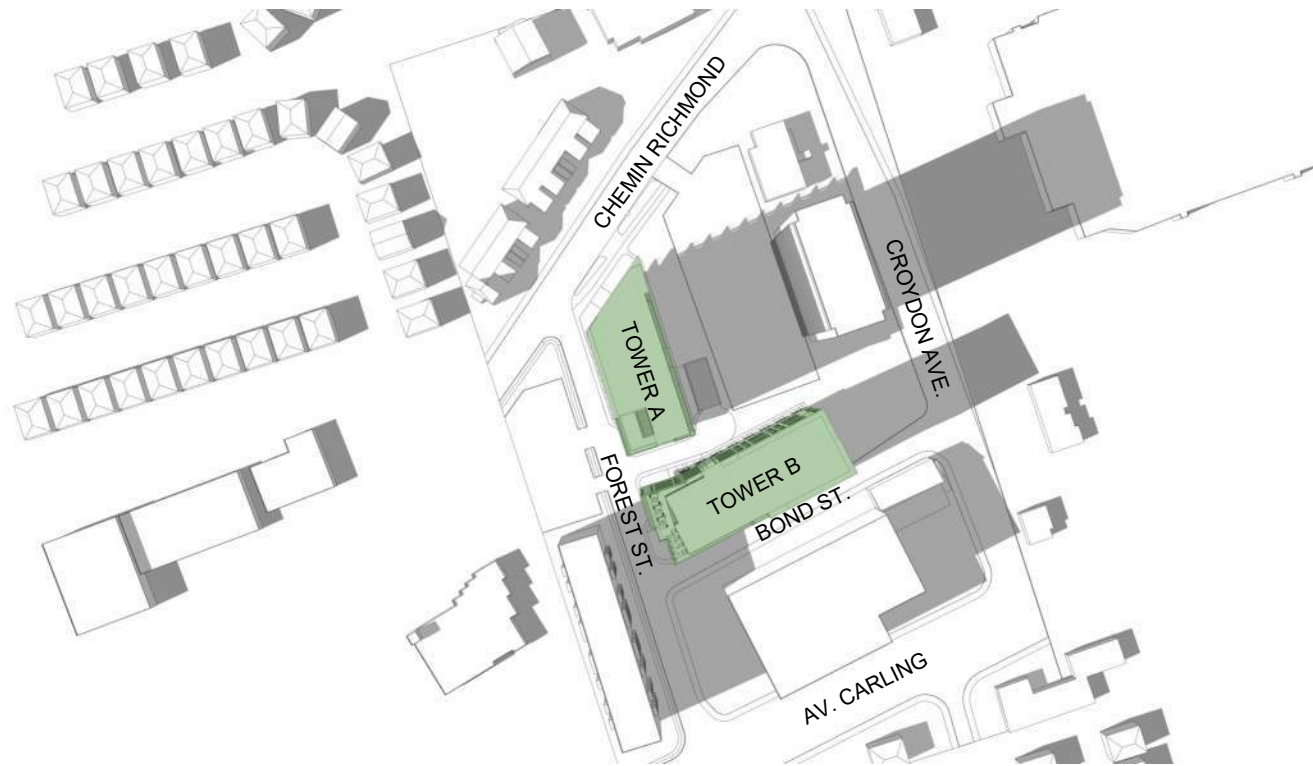 CHEMIN RICHMOND
CROYDON AVE.
TOWER A
TOWER B
FOREST ST.
BOND ST.
AV. CARLING